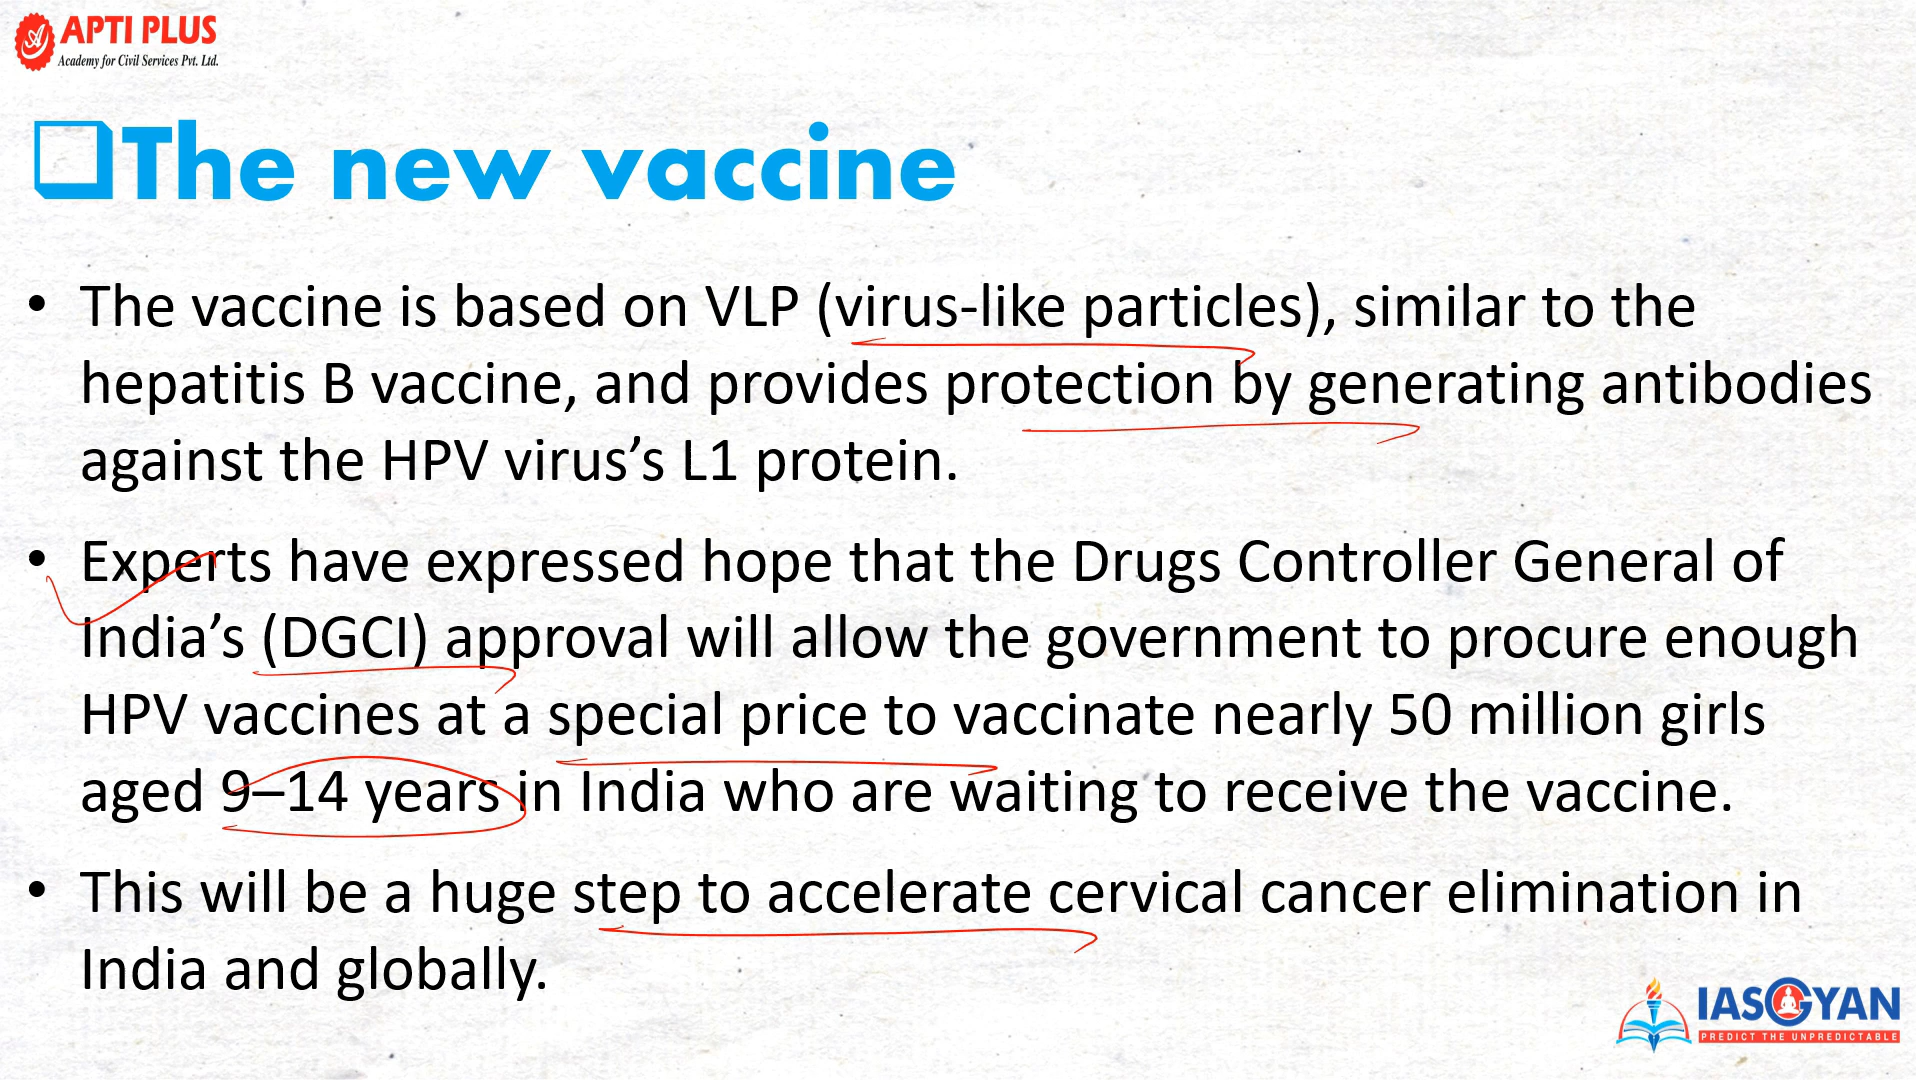 APTI PLUS
Academy for Civil Services Pvt. Ltd.
The new vaccine
• The vaccine is based on VLP (virus-like particles), similar to the
hepatitis B vaccine, and provides protection by generating antibodies
against the HPV virus’s L1 protein.
• Experts have expressed hope that the Drugs Controller General of
India’s (DGCI) approval will allow the government to procure enough
HPV vaccines at a special price to vaccinate nearly 50 million girls
aged 9–14 years in India who are waiting to receive the vaccine.
• This will be a huge step to accelerate cervical cancer elimination in
India and globally.
IASGYAN
PREDICT THE UNPREDICTABLE